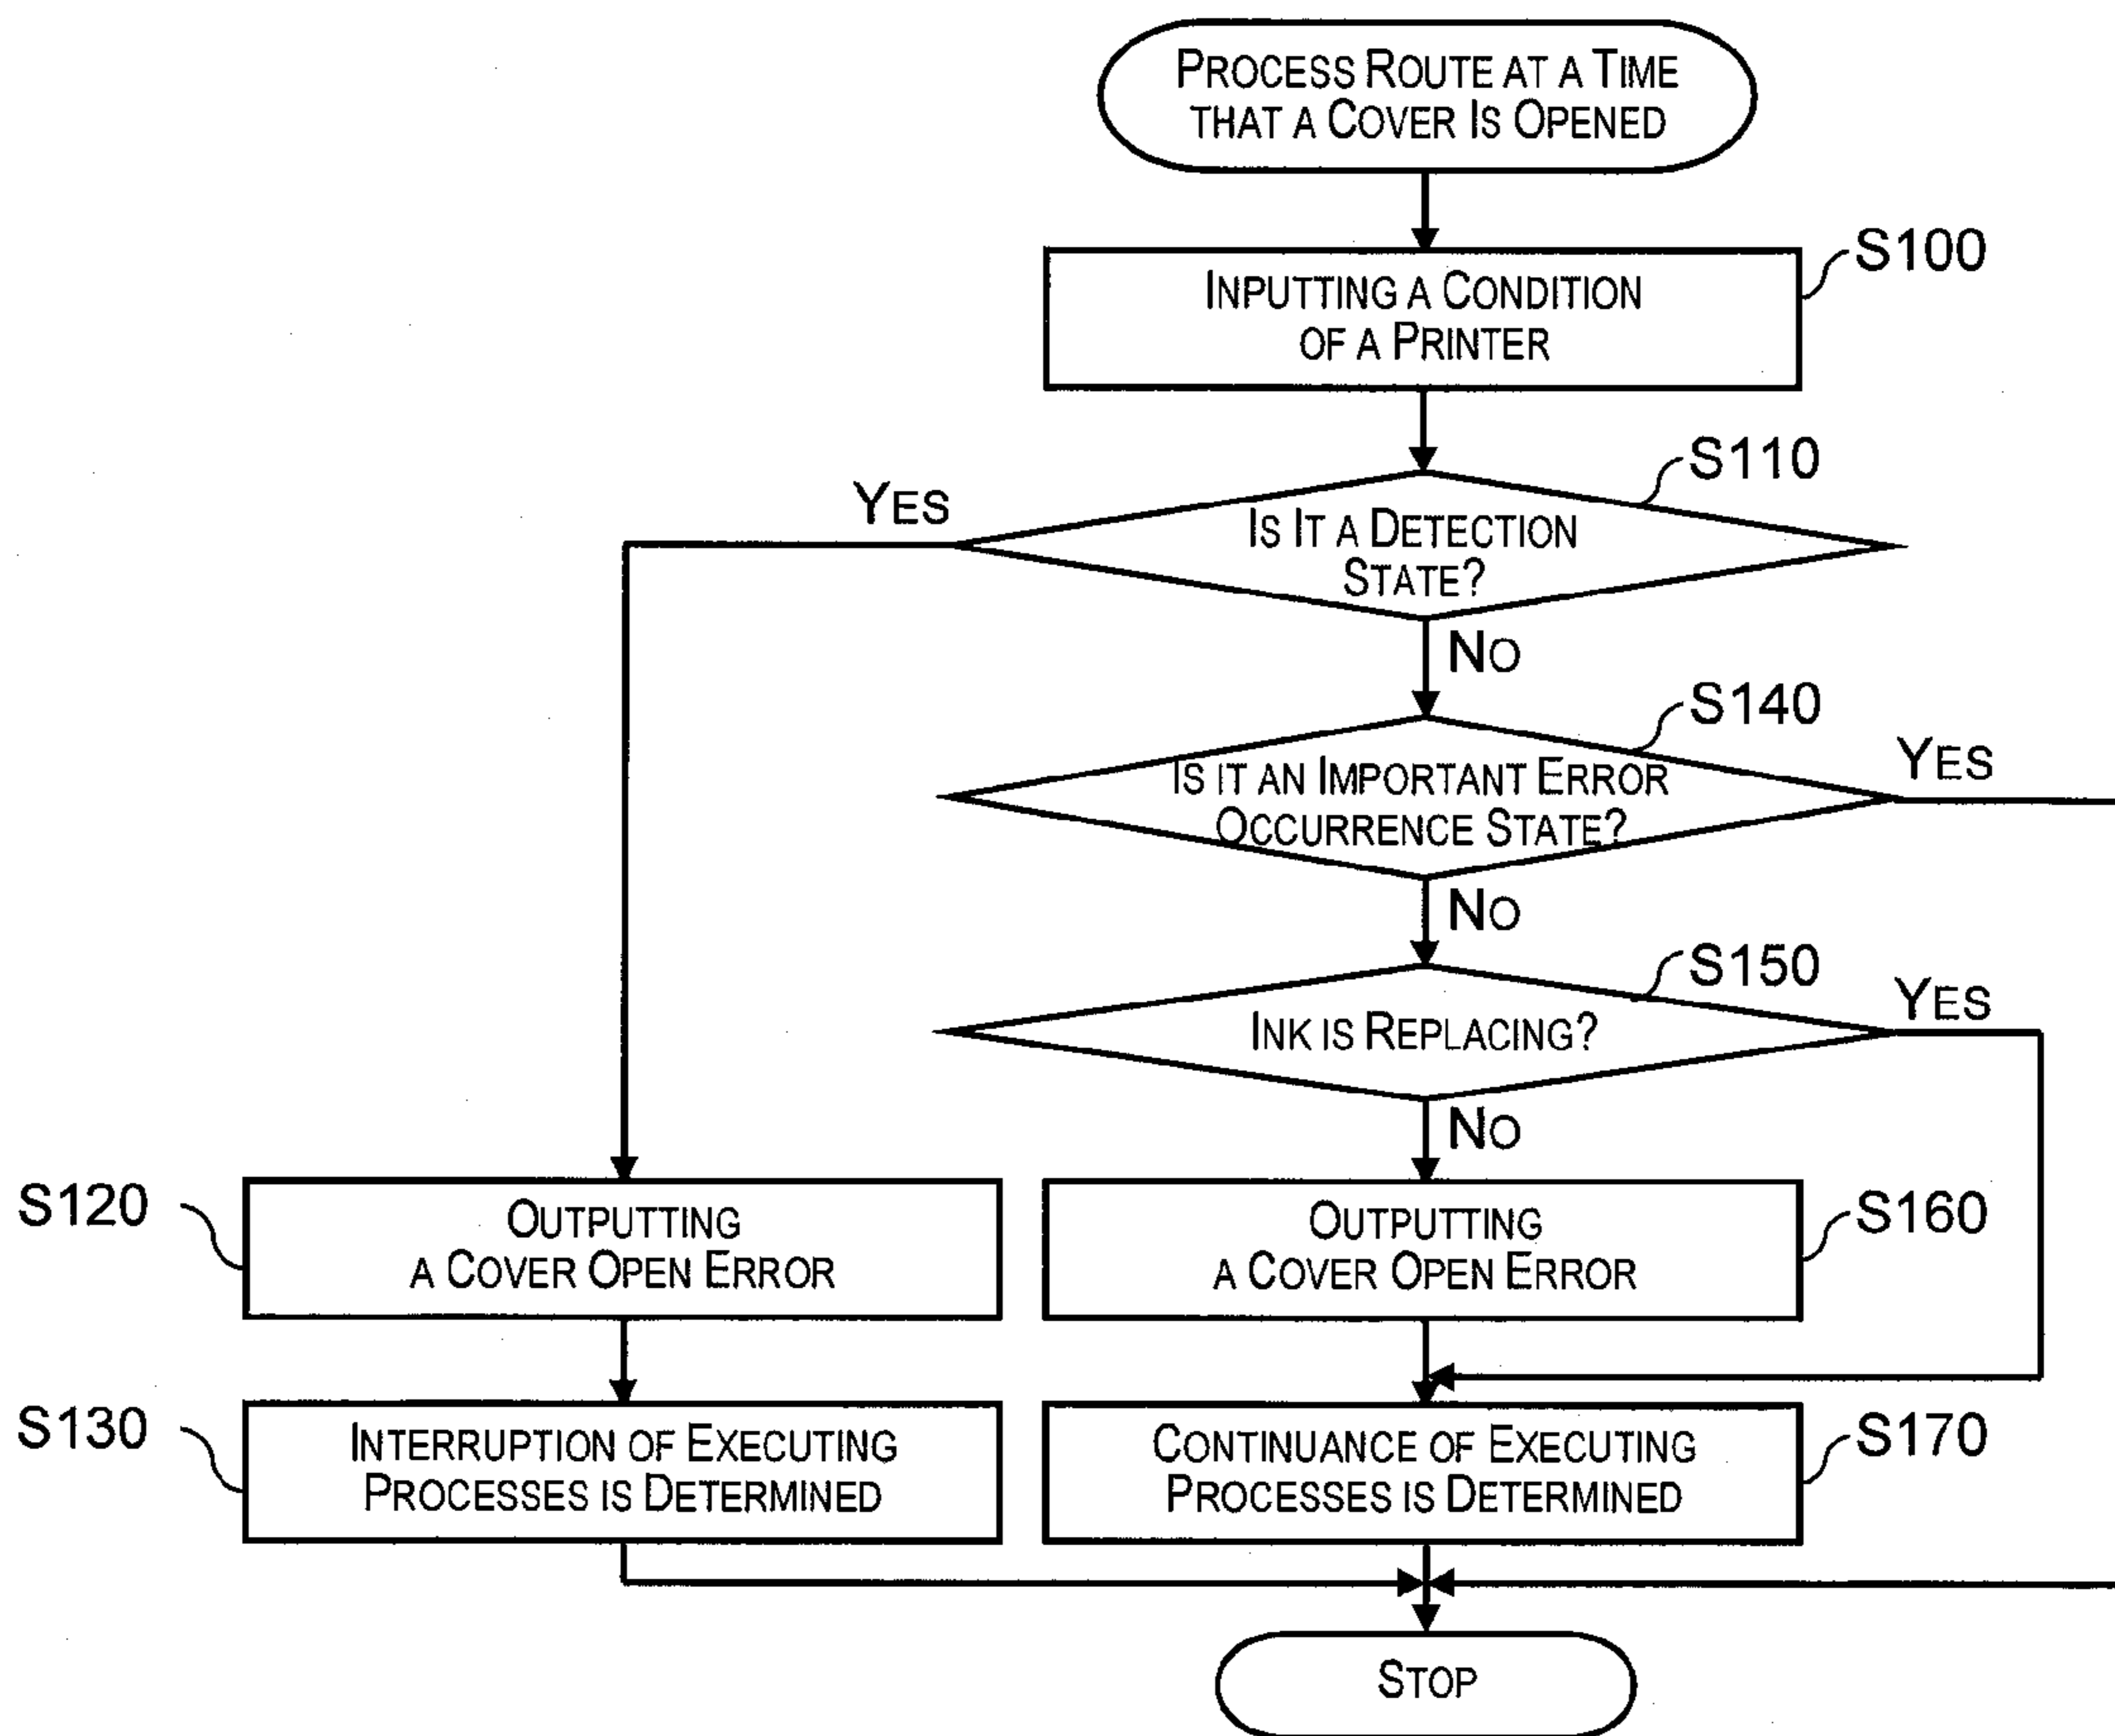 PROCESS ROUTE AT A TIME
THAT A COVER IS OPENED
S100
INPUTTING A CONDITION
OF A PRINTER
S110
YES
IS IT A DETECTION
STATE?
NO
S140
YES
IS IT AN IMPORTANT ERROR
OCCURRENCE STATE?
NO
S150
YES
INK IS REPLACING?
NO
S120
OUTPUTTING
A COVER OPEN ERROR
OUTPUTTING
A COVER OPEN ERROR
S160
S130
INTERRUPTION OF EXECUTING
PROCESSES IS DETERMINED
CONTINUANCE OF EXECUTING
PROCESSES IS DETERMINED
S170
STOP